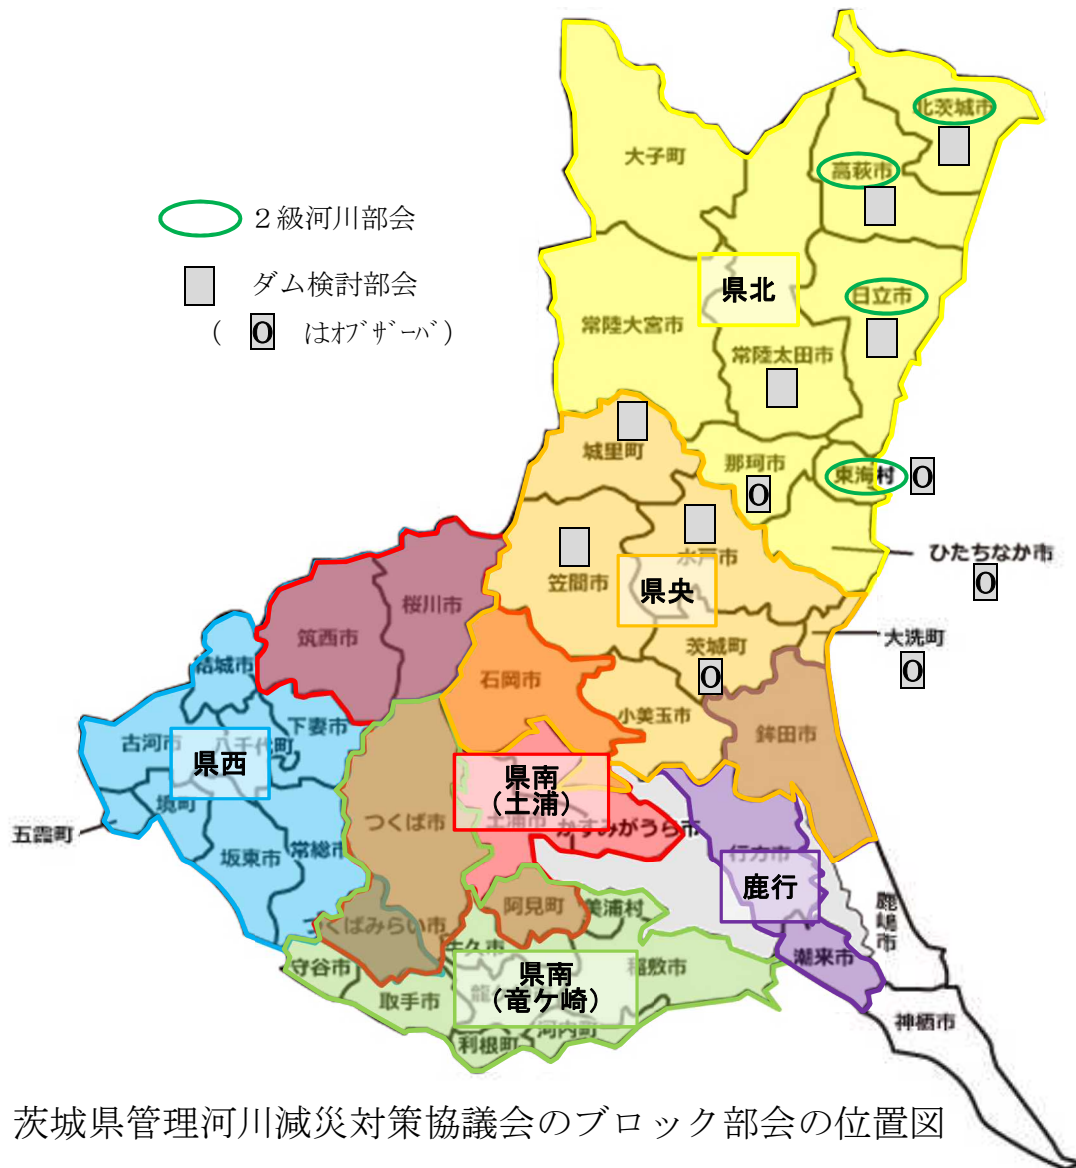 北茨城市
大子町
高萩市
２級河川部会
県北
日立市
ダム検討部会
( O はｵﾌﾞｻﾞｰﾊﾞ )
常陸大宮市
常陸太田市
城里町
那珂市
O
東海村 O
水戸市
ひたちなか市
O
笠間市
県央
桜川市
筑西市
茨城町
O
大洗町
O
結城市
石岡市
小美玉市
鉾田市
下妻市
古河市
八千代町
県西
県南
(土浦)
境町
つくば市
土浦市
かすみがうら市
五霞町
坂東市
常総市
行方市
鹿行
鹿嶋市
阿見町
美浦村
つくばみらい市
牛久市
潮来市
守谷市
県南
(竜ケ崎)
稲敷市
取手市
龍
神栖市
利根町
河内町
茨城県管理河川減災対策協議会のブロック部会の位置図